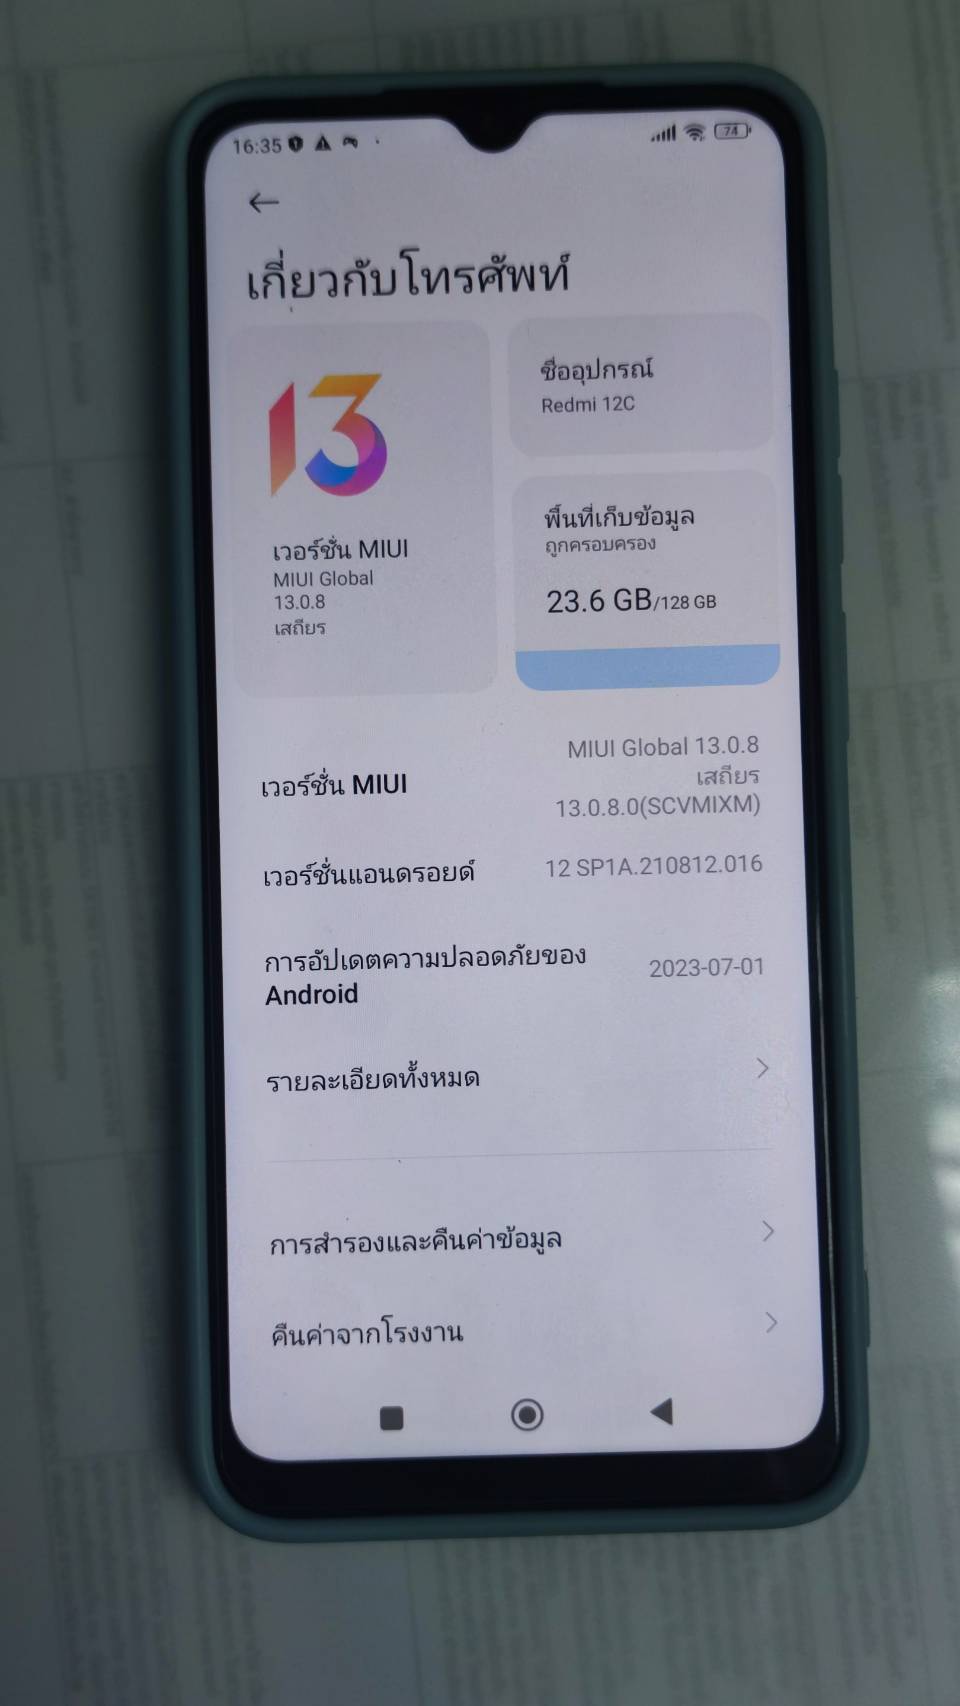 16:35
74
เกี่ยวกับโทรศัพท์
13
เวอร์ชั่น MIUI
MIUI Global
13.0.8
เสถียร
ชื่ออุปกรณ์
Redmi 12C
พื้นที่เก็บข้อมูล
ถูกครอบครอง
23.6 GB/128 GB
เวอร์ชั่น MIUI
MIUI Global 13.0.8
เสถียร
13.0.8.0(SCVMIXM)
เวอร์ชั่นแอนดรอยด์
12 SP1A.210812.016
การอัปเดตความปลอดภัยของ
Android
2023-07-01
รายละเอียดทั้งหมด
การสำรองและคืนค่าข้อมูล
คืนค่าจากโรงงาน